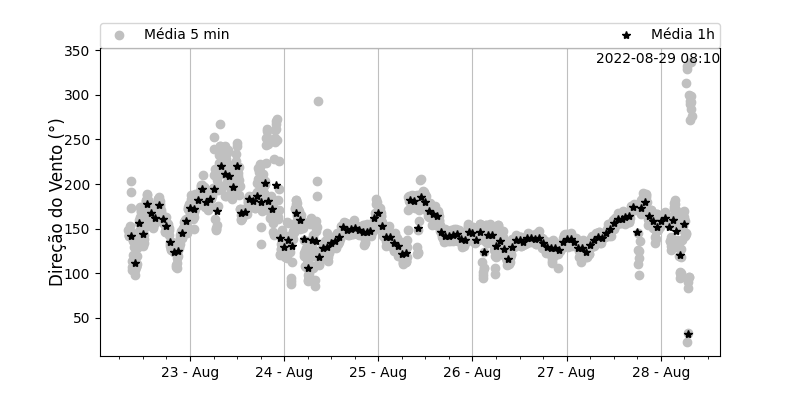 Média 5 min
Média 1h
2022-08-29 08:10
Direção do Vento (°)
350
300
250
200
150
100
50
23 - Aug
24 - Aug
25 - Aug
26 - Aug
27 - Aug
28 - Aug